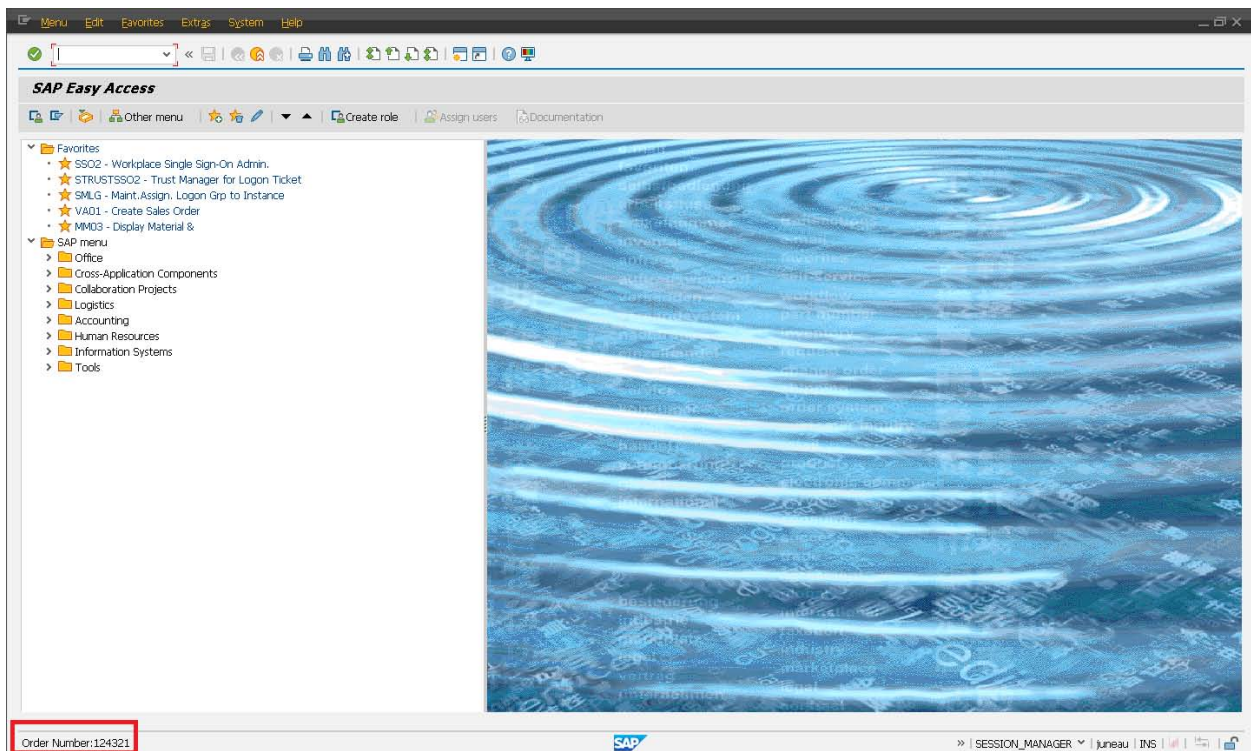 Menu Edit Favorites Extras System Help
SAP Easy Access
Other menu Create role Assign users Documentation
Favorites
SSO2 - Workplace Single Sign-On Admin.
STRUSTSSO2 - Trust Manager for Logon Ticket
SMLG - Maint.Assign. Logon Grp to Instance
VA01 - Create Sales Order
MM03 - Display Material &
SAP menu
Office
Cross-Application Components
Collaboration Projects
Logistics
Accounting
Human Resources
Information Systems
Tools
Order Number:124321 SAP SESSION_MANAGER juneau INS